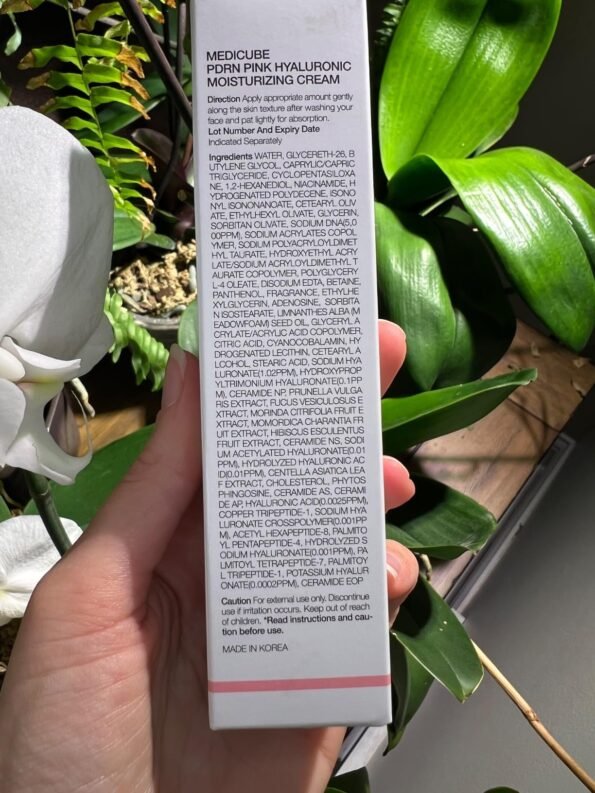 MEDICUBE
PDRN PINK HYALURONIC
MOISTURIZING CREAM
Direction Apply appropriate amount gently
along the skin texture after washing your
face and pat lightly for absorption.
Lot Number And Expiry Date
Indicated Separately
Ingredients WATER, GLYCERETH-26, B
UTYLENE GLYCOL, CAPRYLIC/CAPRIC
TRIGLYCERIDE, CYCLOPENTASILOXA
NE, 1,2-HEXANEDIOL, NIACINAMIDE, H
YDROGENATED POLYDECENE, ISONO
NYL ISONONANOATE, CETEARYL OLIV
ATE, ETHYLHEXYL OLIVATE, GLYCERIN,
SORBITAN OLIVATE, SODIUM DNA(5,0
00PPM), SODIUM ACRYLATES COPOL
YMER, SODIUM POLYACRYLOYLDIMET
HYL TAURATE, HYDROXYETHYL ACRY
LATE/SODIUM ACRYLOYLDIMETHYL T
AURATE COPOLYMER, POLYGLYCERY
L-4 OLEATE, DISODIUM EDTA, BETAINE,
PANTHENOL, FRAGRANCE, ETHYLHE
XYLGLYCERIN, ADENOSINE, SORBITA
N ISOSTEARATE, LIMNANTHES ALBA (M
EADOWFOAM) SEED OIL, GLYCERYL A
CRYLATE/ACRYLIC ACID COPOLYMER,
CITRIC ACID, CYANOCOBALAMIN, HY
DROGENATED LECITHIN, CETEARYL A
LCOHOL, STEARIC ACID, SODIUM HYA
LURONATE(1.02PPM), HYDROXYPROP
YLTRIMONIUM HYALURONATE(0.1PP
M), CERAMIDE NP, PRUNELLA VULGA
RIS EXTRACT, FUCUS VESICULOSUS E
XTRACT, MORINDA CITRIFOLIA FRUIT E
XTRACT, MOMORDICA CHARANTIA FR
UIT EXTRACT, HIBISCUS ESCULENTUS
FRUIT EXTRACT, CERAMIDE NS, SODI
UM ACETYLATED HYALURONATE(0.01
PPM), HYDROLYZED HYALURONIC AC
ID(0.01PPM), CENTELLA ASIATICA LEA
F EXTRACT, CHOLESTEROL, PHYTOS
PHINGOSINE, CERAMIDE AS, CERAMI
DE AP, HYALURONIC ACID(0.0025PPM),
COPPER TRIPEPTIDE-1, SODIUM HYA
LURONATE CROSSPOLYMER(0.001PP
M), ACETYL HEXAPEPTIDE-8, PALMITO
YL PENTAPEPTIDE-4, HYDROLYZED S
ODIUM HYALURONATE(0.001PPM), PA
LMITOYL TETRAPEPTIDE-7, PALMITOY
L TRIPEPTIDE-1, POTASSIUM HYALUR
ONATE(0.0002PPM), CERAMIDE EOP
Caution For external use only. Discontinue
use if irritation occurs. Keep out of reach
of children. *Read instructions and cau-
tion before use.
MADE IN KOREA